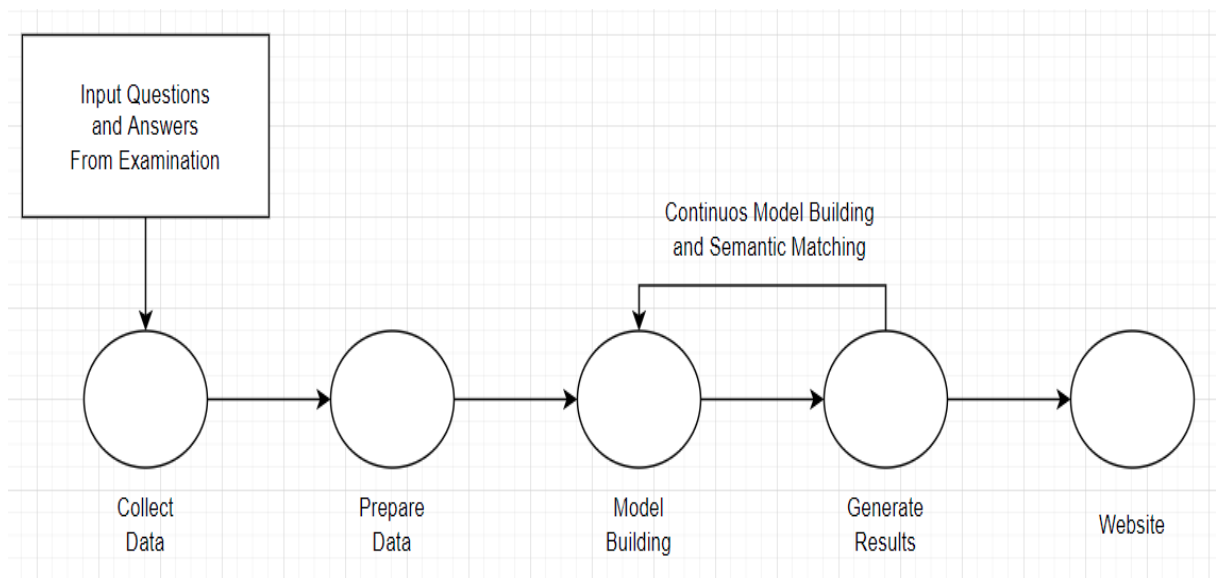 Input Questions
and Answers
From Examination
Continuos Model Building
and Semantic Matching
Collect
Data
Prepare
Data
Model
Building
Generate
Results
Website